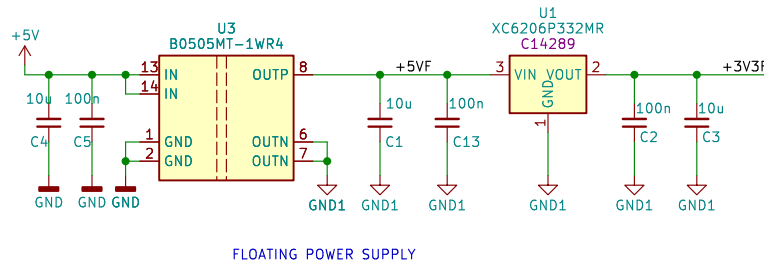 +5V
U3
B0505MT-1WR4
U1
XC6206P332MR
C14289
13 IN
14 IN
OUTP 8
+5VF
3 VIN VOUT 2
GND
1
+3V3F
10u
C4
100n
C5
1 GND
2 GND
OUTN 6
OUTN 7
10u
C1
100n
C13
100n
C2
10u
C3
GND
GND
GND
GND1
GND1
GND1
GND1
GND1
GND1
FLOATING POWER SUPPLY